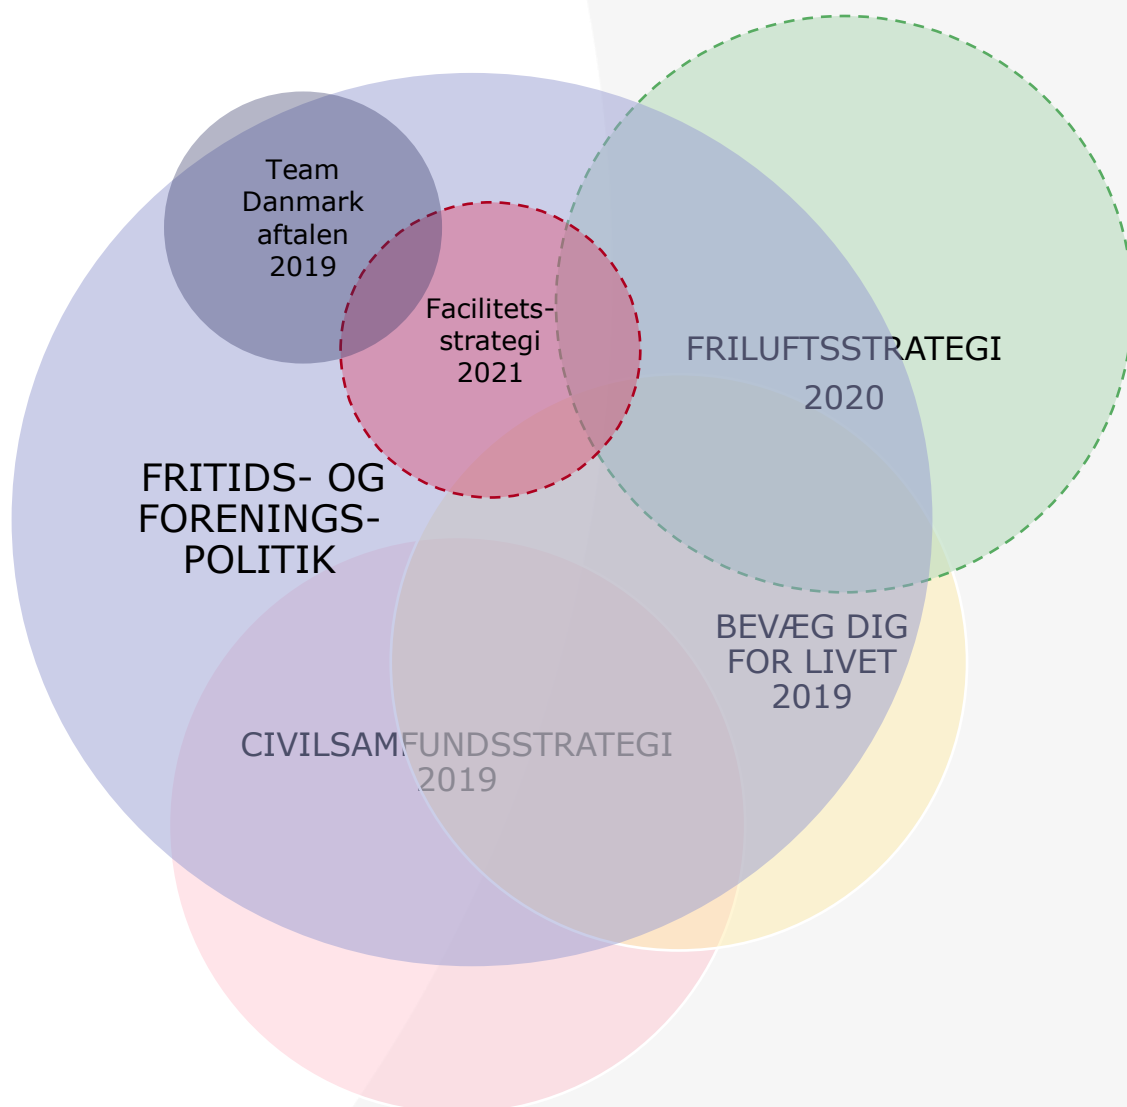 Team
Danmark
aftalen
2019
Facilitets-
strategi
2021
FRILUFTSSTRATEGI
2020
FRITIDS- OG
FORENINGS-
POLITIK
BEVÆG DIG
FOR LIVET
2019
CIVILSAMFUNDSSTRATEGI
2019